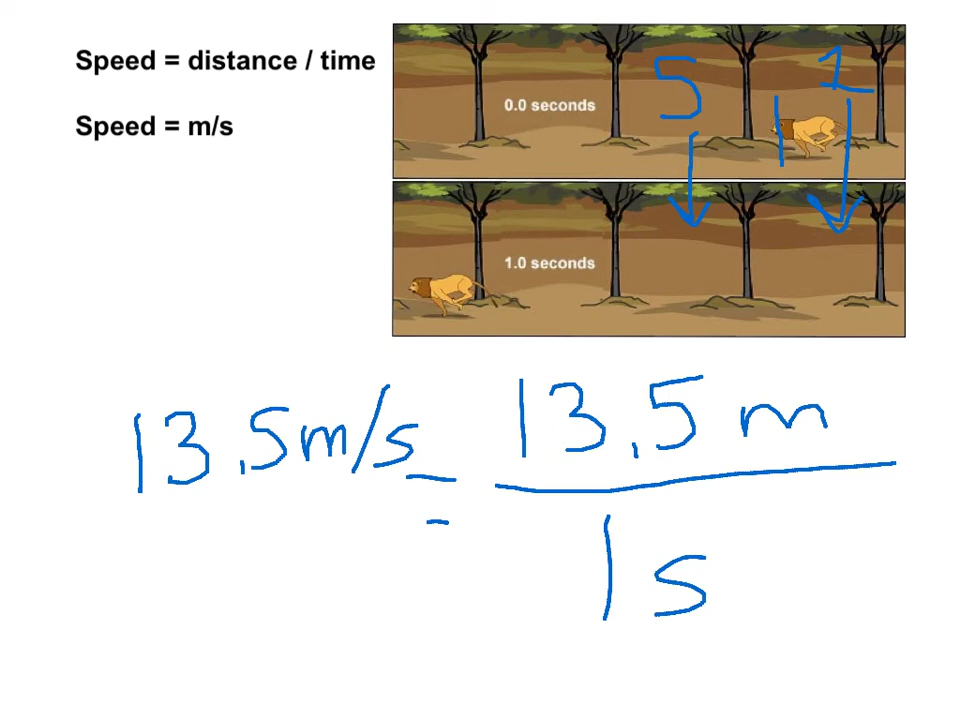 Speed = distance / time
Speed = m/s
0.0 seconds
5
1
1.0 seconds
13.5m/s = 13.5 m
1 s